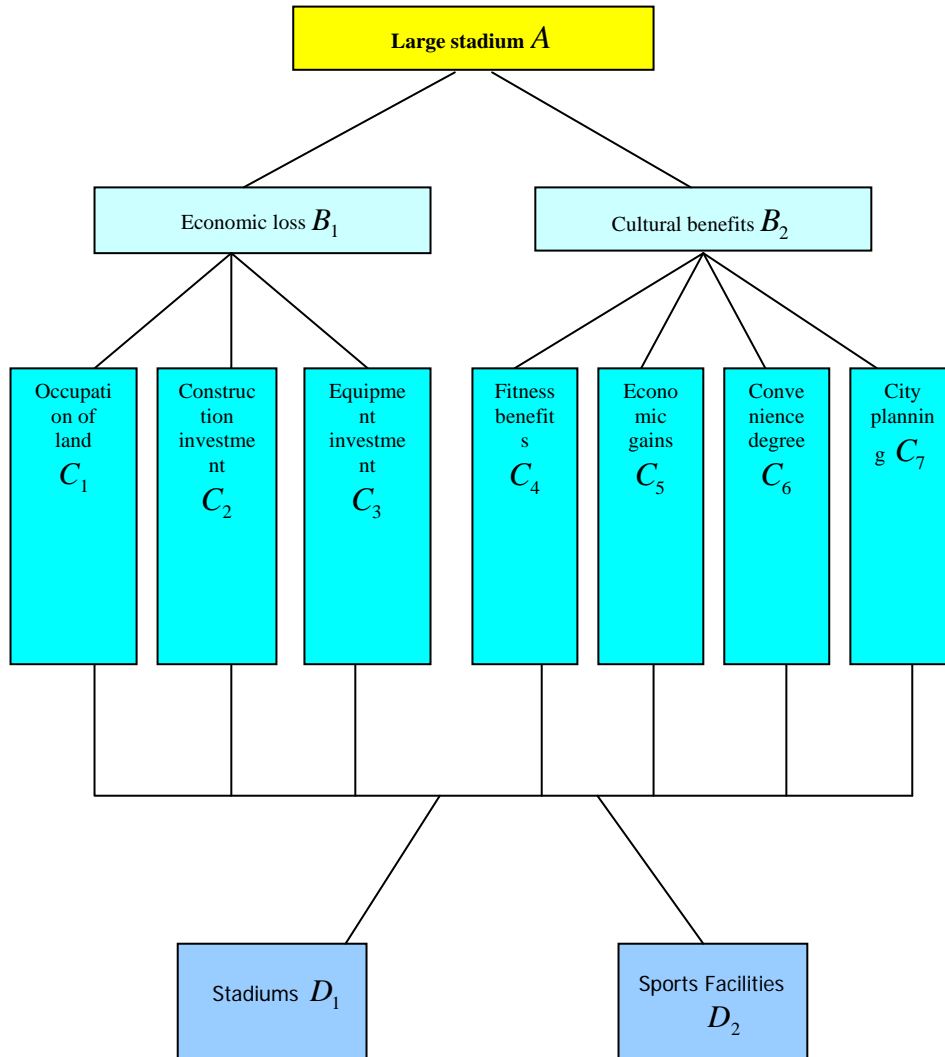 Large stadium A
Economic loss B₁
Cultural benefits B₂
Occupati
on of
land
C₁
Construc
tion
investme
nt
C₂
Equipme
nt
investme
nt
C₃
Fitness
benefit
s
C₄
Econo
mic
gains
C₅
Conve
nience
degree
C₆
City
plannin
g C₇
Stadiums D₁
Sports Facilities
D₂